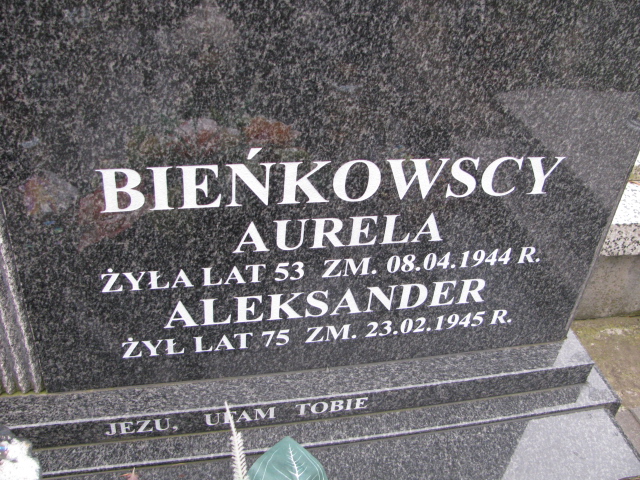 BIEŃKOWSCY
AURELA
ŻYŁA LAT 53 ZM. 08.04.1944 R.
ALEKSANDER
ŻYŁ LAT 75 ZM. 23.02.1945 R.
JEZU, UFAM TOBIE